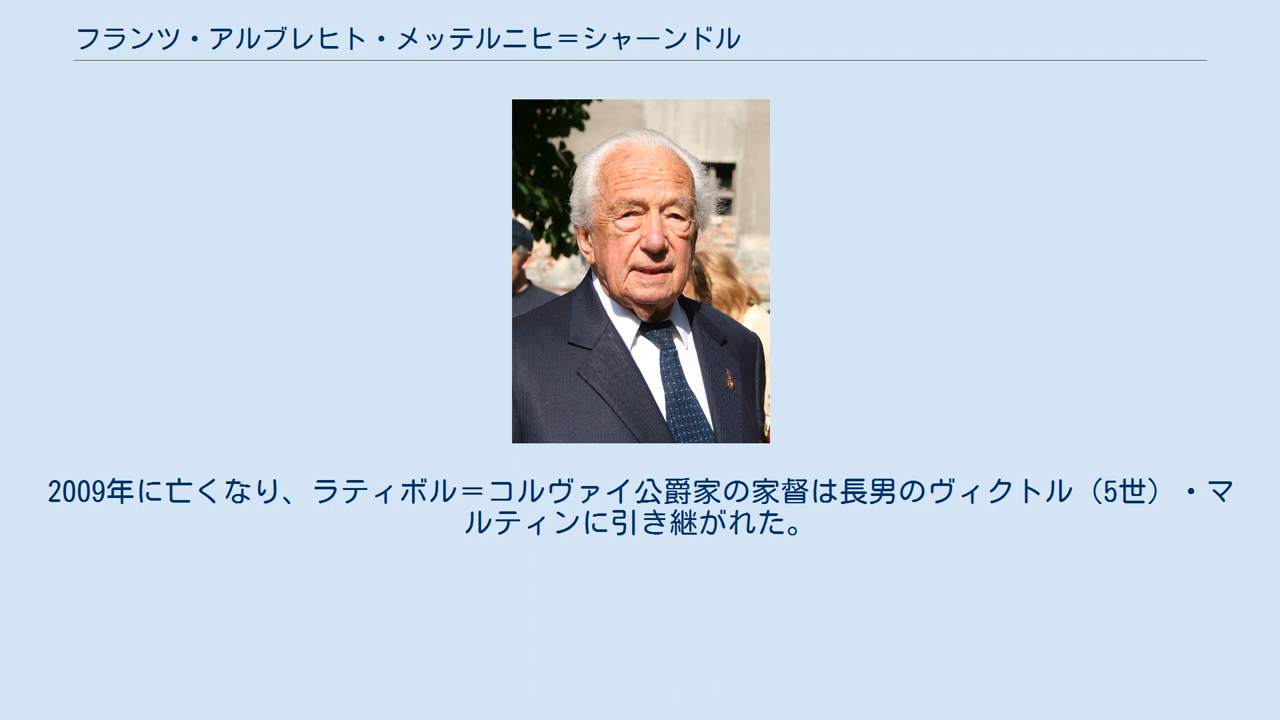 フランツ・アルブレヒト・メッテルニヒ＝シャーンドル
2009年に亡くなり、ラティボル＝コルヴァイ公爵家の家督は長男のヴィクトル（5世）・マ
ルティンに引き継がれた。